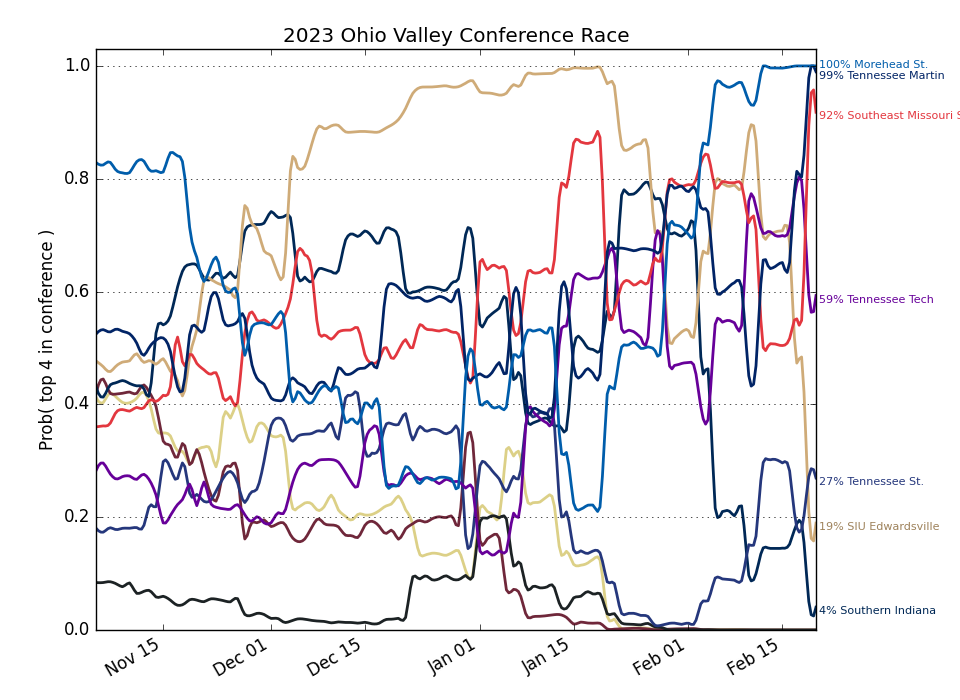 2023 Ohio Valley Conference Race
Prob( top 4 in conference )
1.0
0.8
0.6
0.4
0.2
0.0
Nov 15
Dec 01
Dec 15
Jan 01
Jan 15
Feb 01
Feb 15
100% Morehead St.
99% Tennessee Martin
92% Southeast Missouri S
59% Tennessee Tech
27% Tennessee St.
19% SIU Edwardsville
4% Southern Indiana